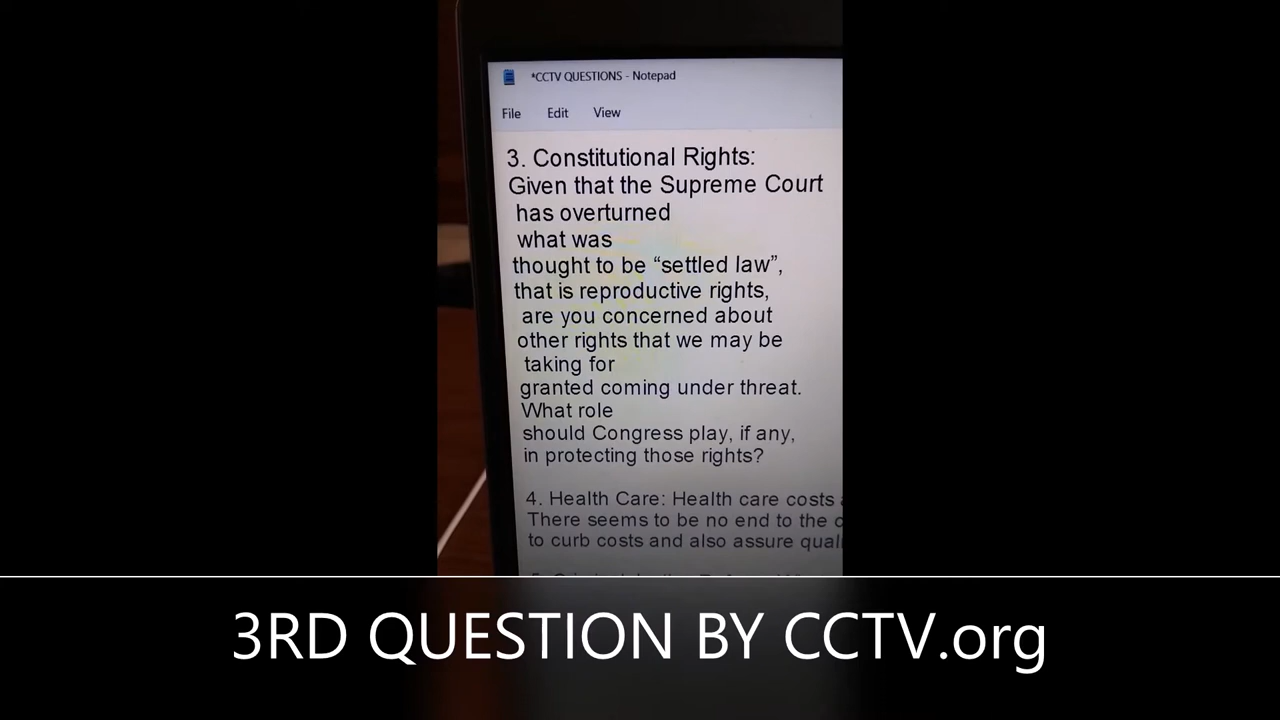 *CCTV QUESTIONS - Notepad
File Edit View
3. Constitutional Rights:
Given that the Supreme Court
has overturned
what was
thought to be “settled law”,
that is reproductive rights,
are you concerned about
other rights that we may be
taking for
granted coming under threat.
What role
should Congress play, if any,
in protecting those rights?
4. Health Care: Health care costs
There seems to be no end to the
to curb costs and also assure
3RD QUESTION BY CCTV.org